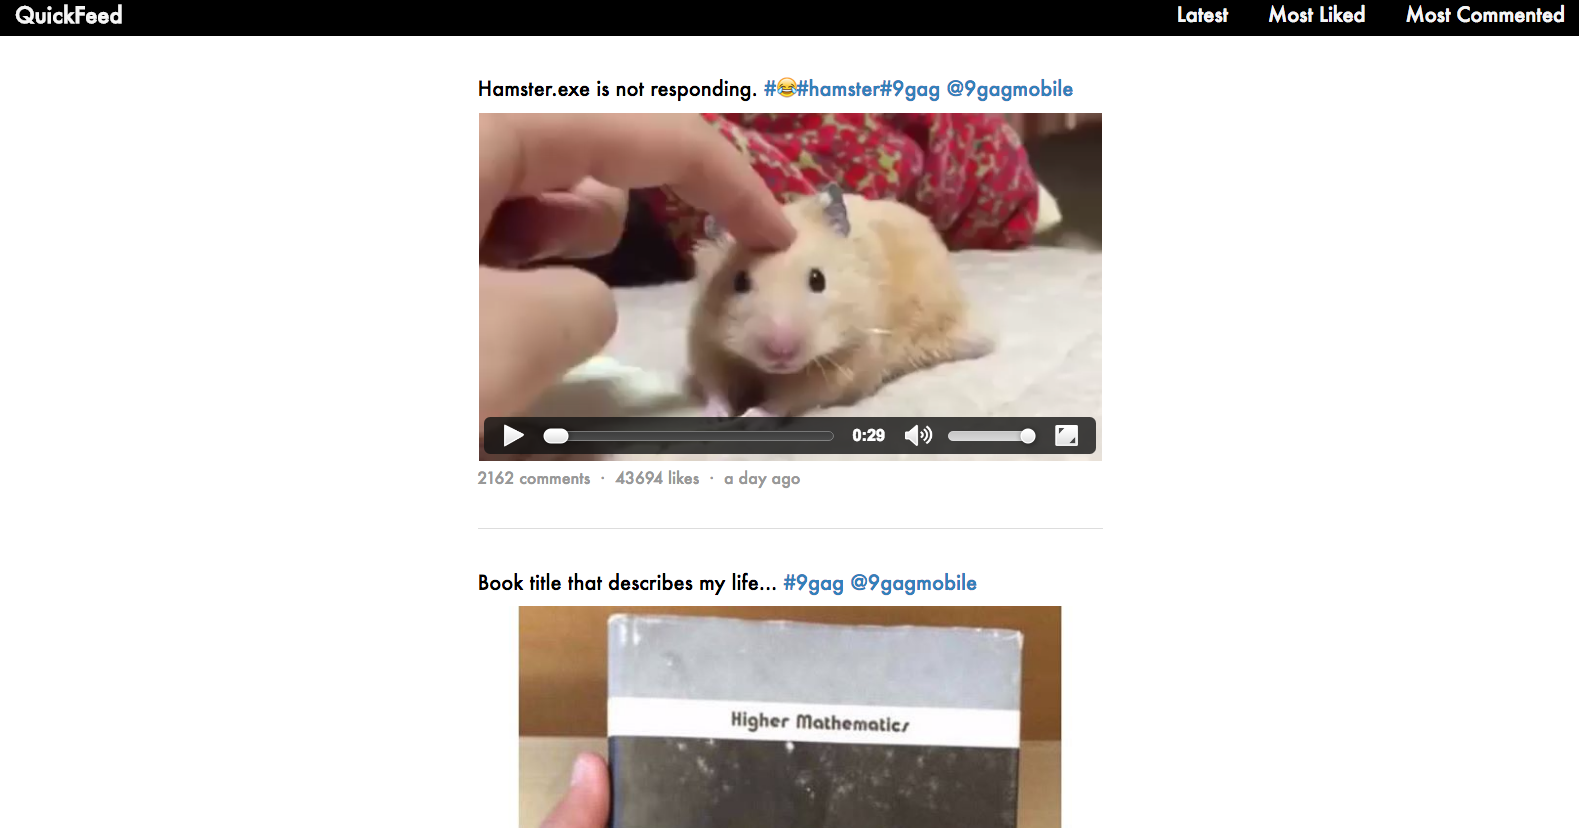 QuickFeed
Latest Most Liked Most Commented
Hamster.exe is not responding. #😂#hamster#9gag @9gagmobile
0:29
2162 comments · 43694 likes · a day ago
Book title that describes my life... #9gag @9gagmobile
Higher Mathematics